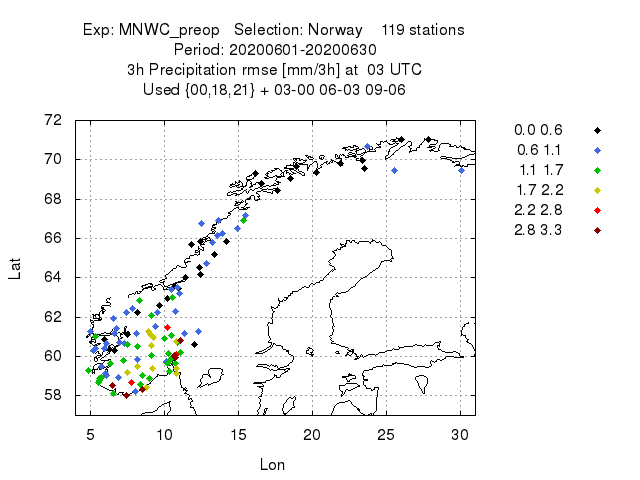 Exp: MNWC_preop   Selection: Norway    119 stations
Period: 20200601-20200630
3h Precipitation rmse [mm/3h] at  03 UTC
Used {00,18,21} + 03-00 06-03 09-06
72
70
68
66
64
62
60
58
5 10 15 20 25 30
Lat
Lon
0.0 0.6
0.6 1.1
1.1 1.7
1.7 2.2
2.2 2.8
2.8 3.3